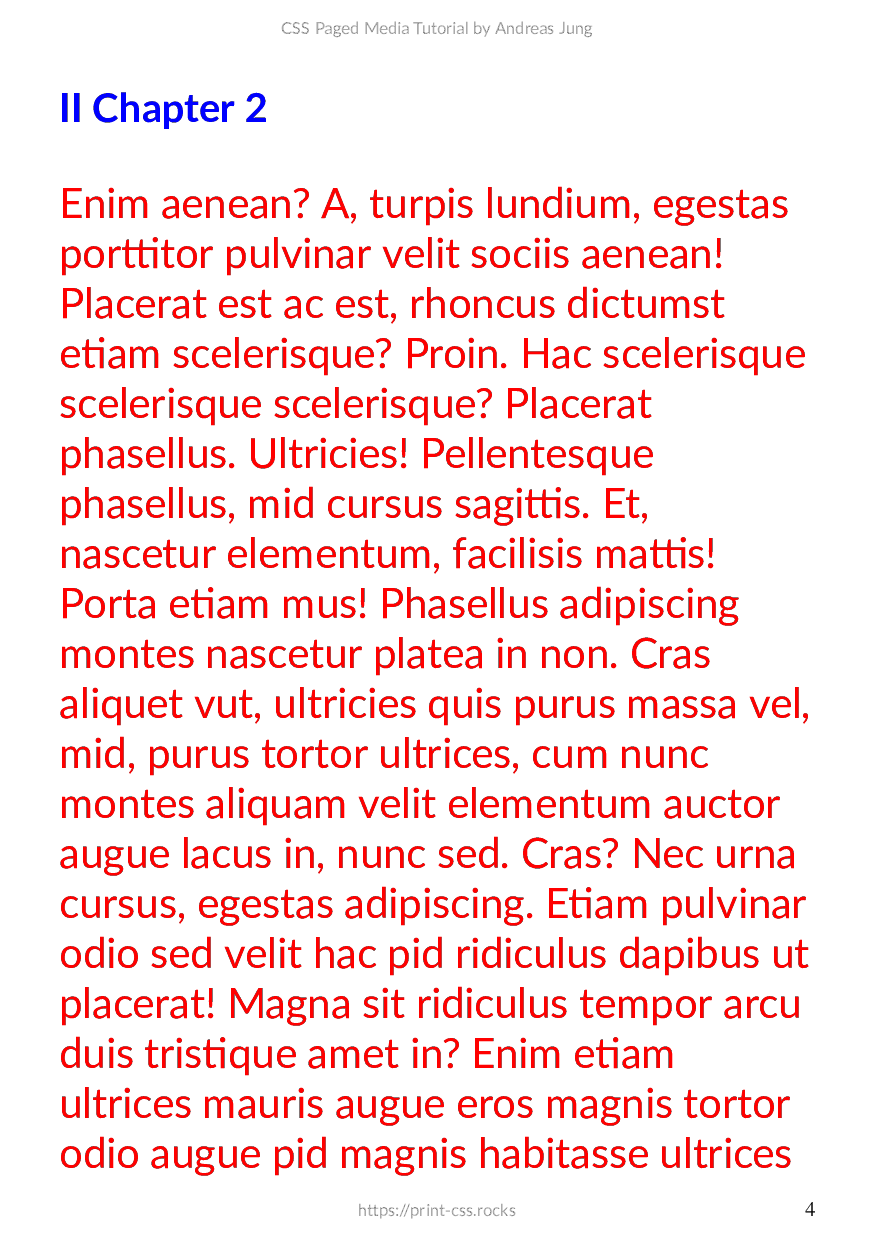 CSS Paged Media Tutorial by Andreas Jung
II Chapter 2
Enim aenean? A, turpis lundium, egestas
porttitor pulvinar velit sociis aenean!
Placerat est ac est, rhoncus dictumst
etiam scelerisque? Proin. Hac scelerisque
scelerisque scelerisque? Placerat
phasellus. Ultricies! Pellentesque
phasellus, mid cursus sagittis. Et,
nascetur elementum, facilisis mattis!
Porta etiam mus! Phasellus adipiscing
montes nascetur platea in non. Cras
aliquet vut, ultricies quis purus massa vel,
mid, purus tortor ultrices, cum nunc
montes aliquam velit elementum auctor
augue lacus in, nunc sed. Cras? Nec urna
cursus, egestas adipiscing. Etiam pulvinar
odio sed velit hac pid ridiculus dapibus ut
placerat! Magna sit ridiculus tempor arcu
duis tristique amet in? Enim etiam
ultrices mauris augue eros magnis tortor
odio augue pid magnis habitasse ultrices
https://print-css.rocks 4